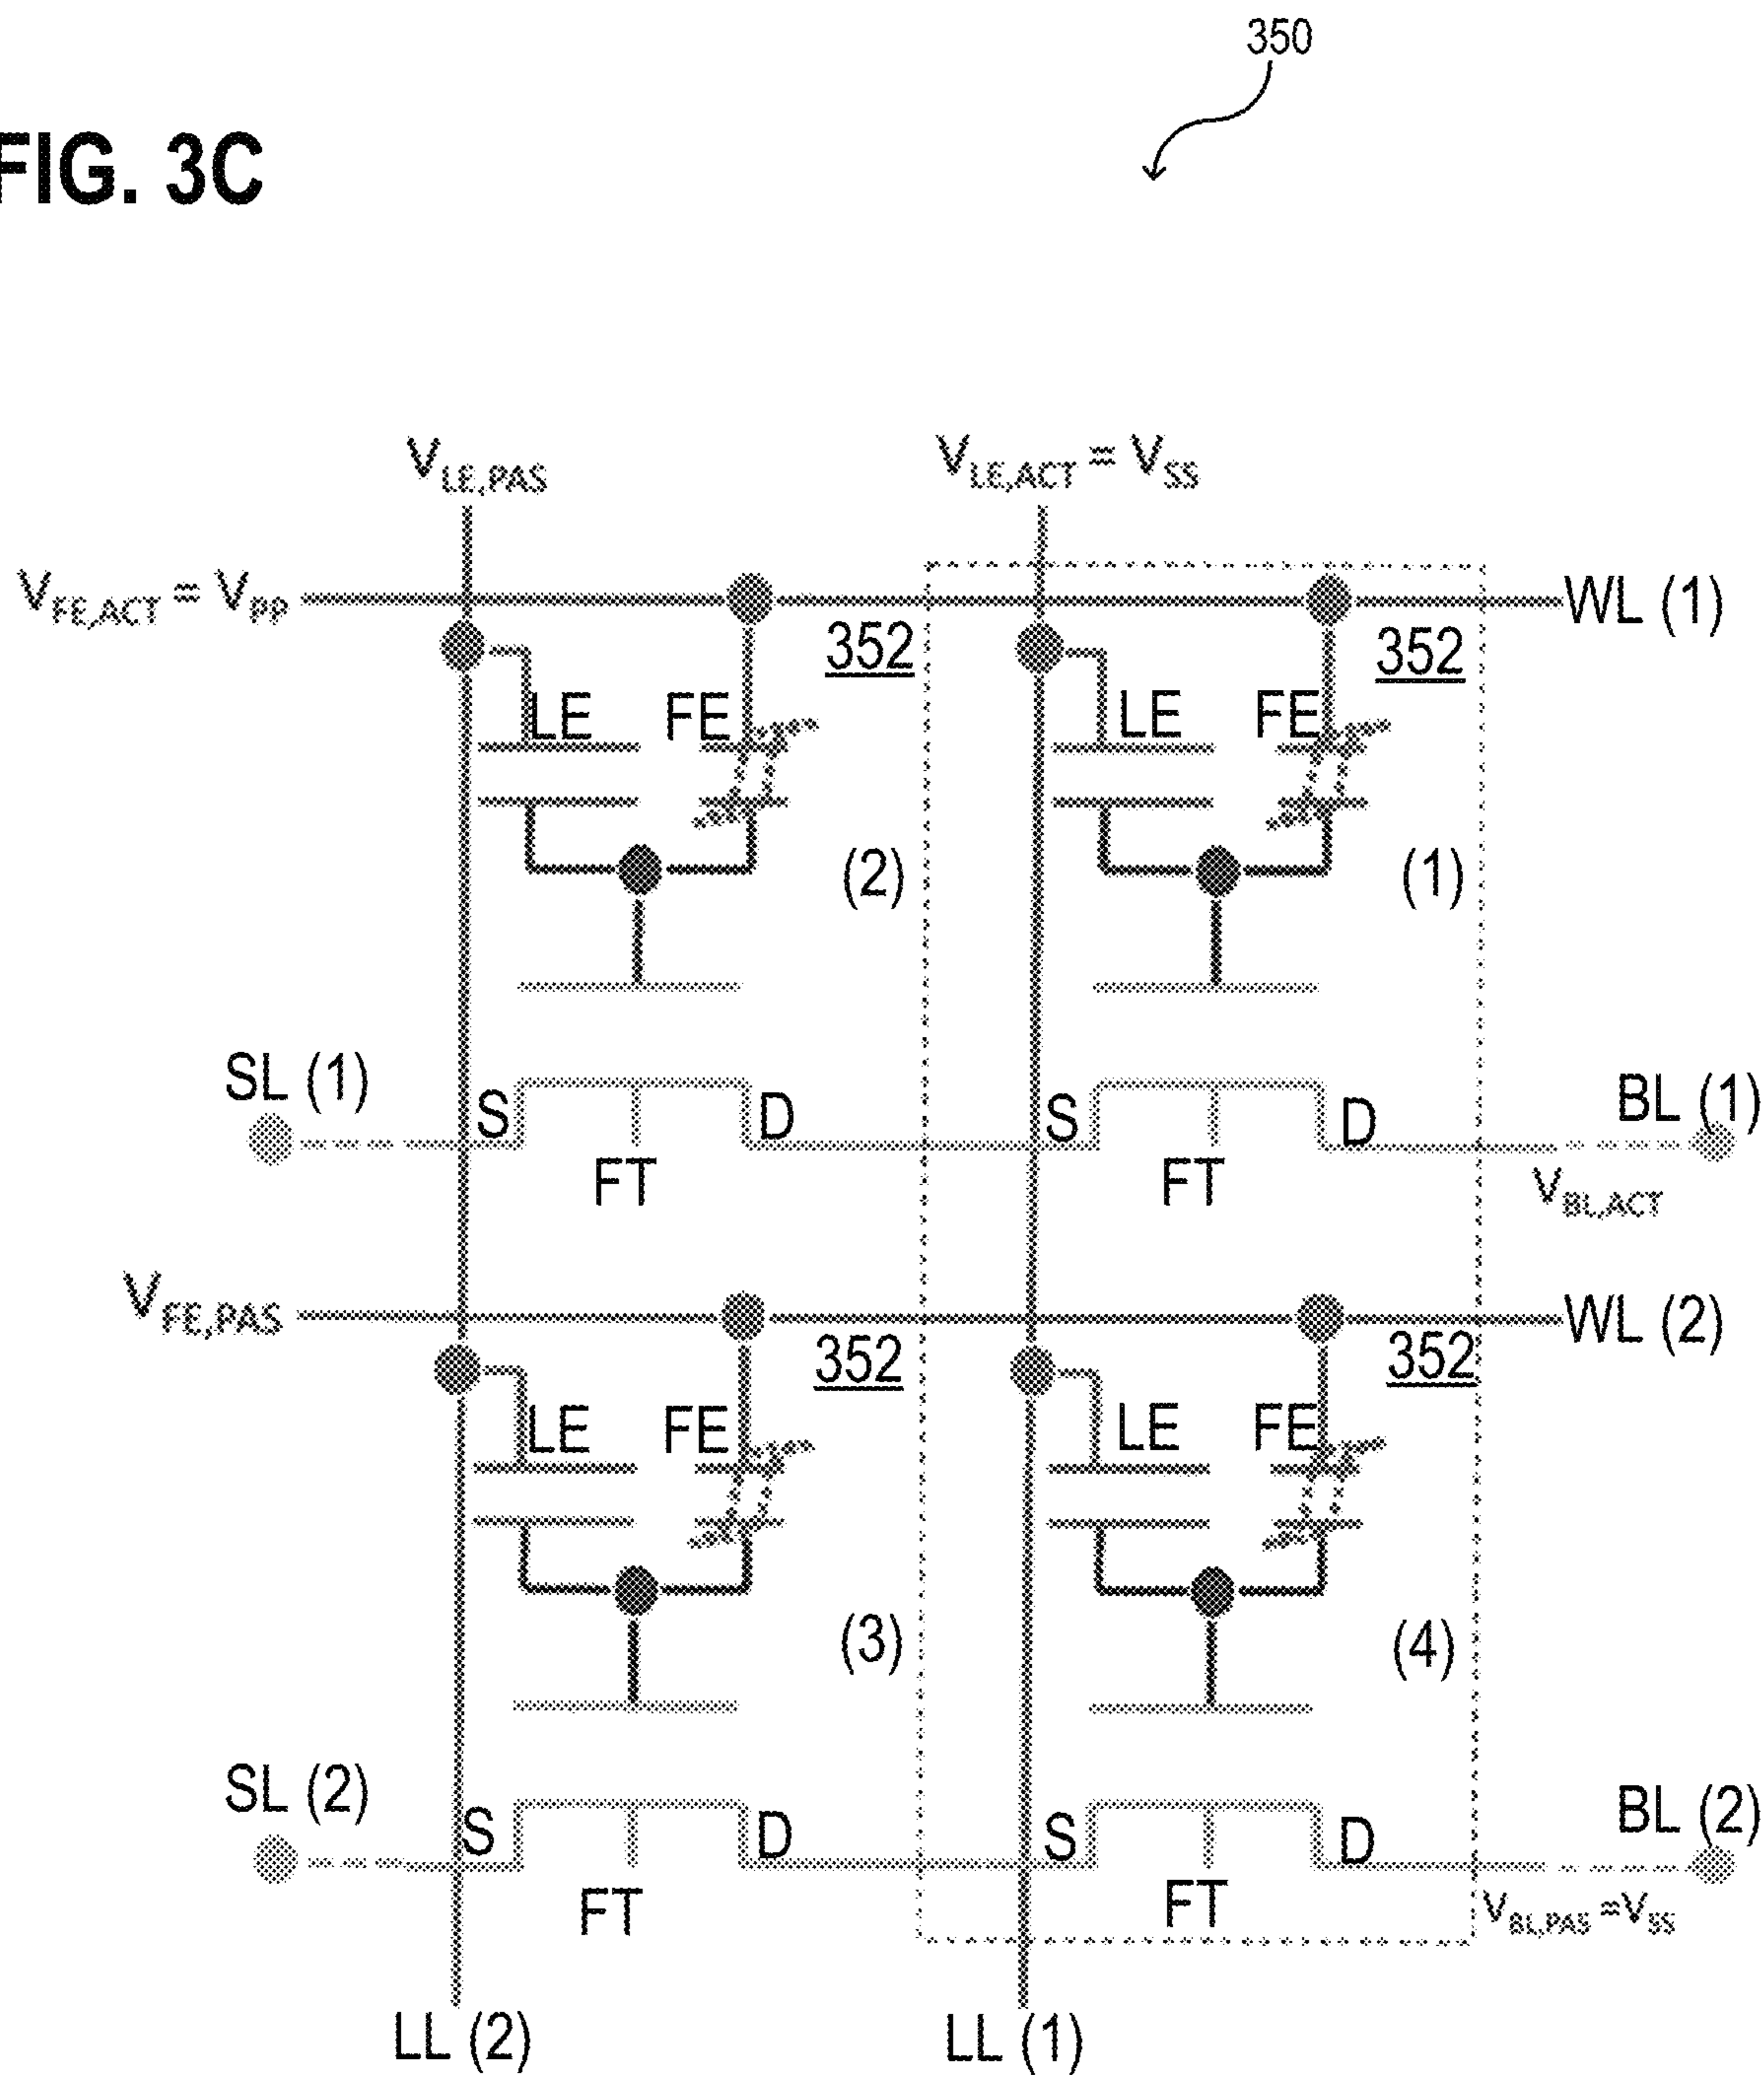 350
FIG. 3C
V_LE,PAS V_LE,ACT = V_SS
V_FE,ACT = V_PP WL (1)
352 352
LE FE LE FE
(2) (1)
SL (1) BL (1)
S D S D
FT FT V_BL,ACT
V_FE,PAS WL (2)
352 352
LE FE LE FE
(3) (4)
SL (2) BL (2)
S D S D
FT FT V_BL,PAS =V_SS
LL (2) LL (1)